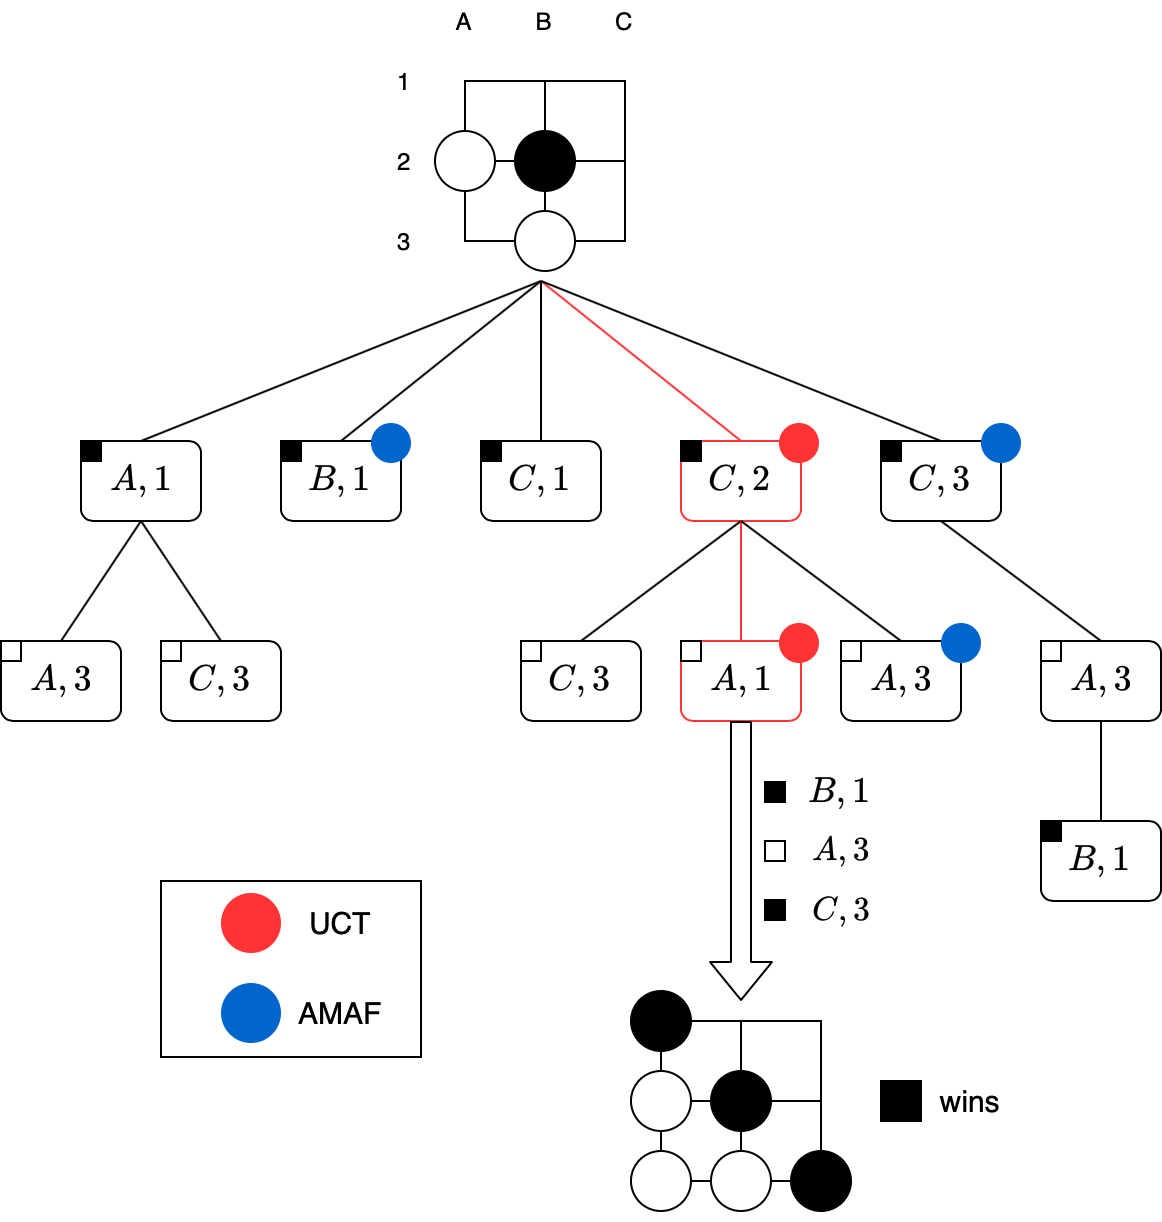 A B C
1
2
3
A, 1 B, 1 C, 1 C, 2 C, 3
A, 3 C, 3 C, 3 A, 1 A, 3 A, 3
B, 1
A, 3
B, 1
C, 3
UCT
AMAF
wins